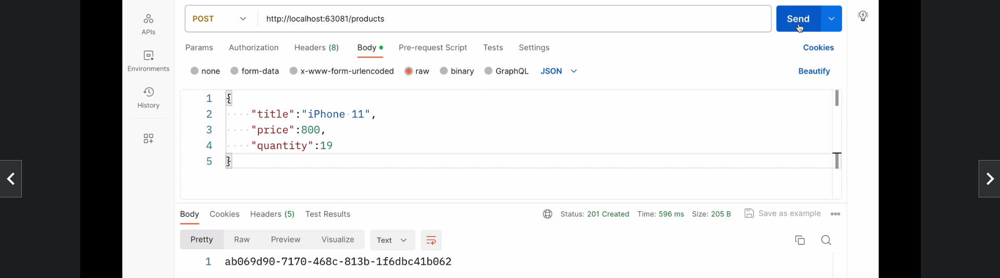 POST http://localhost:63081/products Send
APIs
Params Authorization Headers (8) Body Pre-request Script Tests Settings Cookies
Environments
none form-data x-www-form-urlencoded raw binary GraphQL JSON Beautify
History
1 {
2 "title":"iPhone 11",
3 "price":800,
4 "quantity":19
5 }
Body Cookies Headers (5) Test Results Status: 201 Created Time: 596 ms Size: 205 B Save as example
Pretty Raw Preview Visualize Text
1 ab069d90-7170-468c-813b-1f6dbc41b062